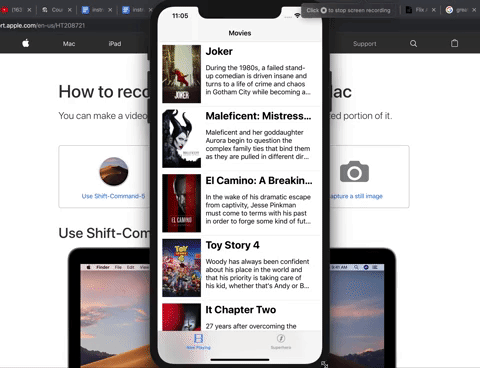 (163
Cou
instr
instr
File
grea
rt.apple.com/en-us/HT208721
Click to stop screen recording
Mac
iPad
Support
How to reco
ac
You can make a video
ted portion of it.
Use Shift-Command-5
apture a still image
Use Shift-Com
Finder File Edit View
9:41 AM
11:05
Movies
Joker
During the 1980s, a failed stand-
up comedian is driven insane and
turns to a life of crime and chaos
in Gotham City while becoming a...
JOKER
Maleficent: Mistress...
Maleficent and her goddaughter
Aurora begin to question the
complex family ties that bind them
as they are pulled in different dir...
El Camino: A Breakin...
In the wake of his dramatic escape
from captivity, Jesse Pinkman
must come to terms with his past
in order to forge some kind of fut...
EL CAMINO
Toy Story 4
Woody has always been confident
about his place in the world and
that his priority is taking care of
his kid, whether that's Andy or B...
TOY STORY 4
It Chapter Two
27 years after overcoming the
Now Playing
Superhero